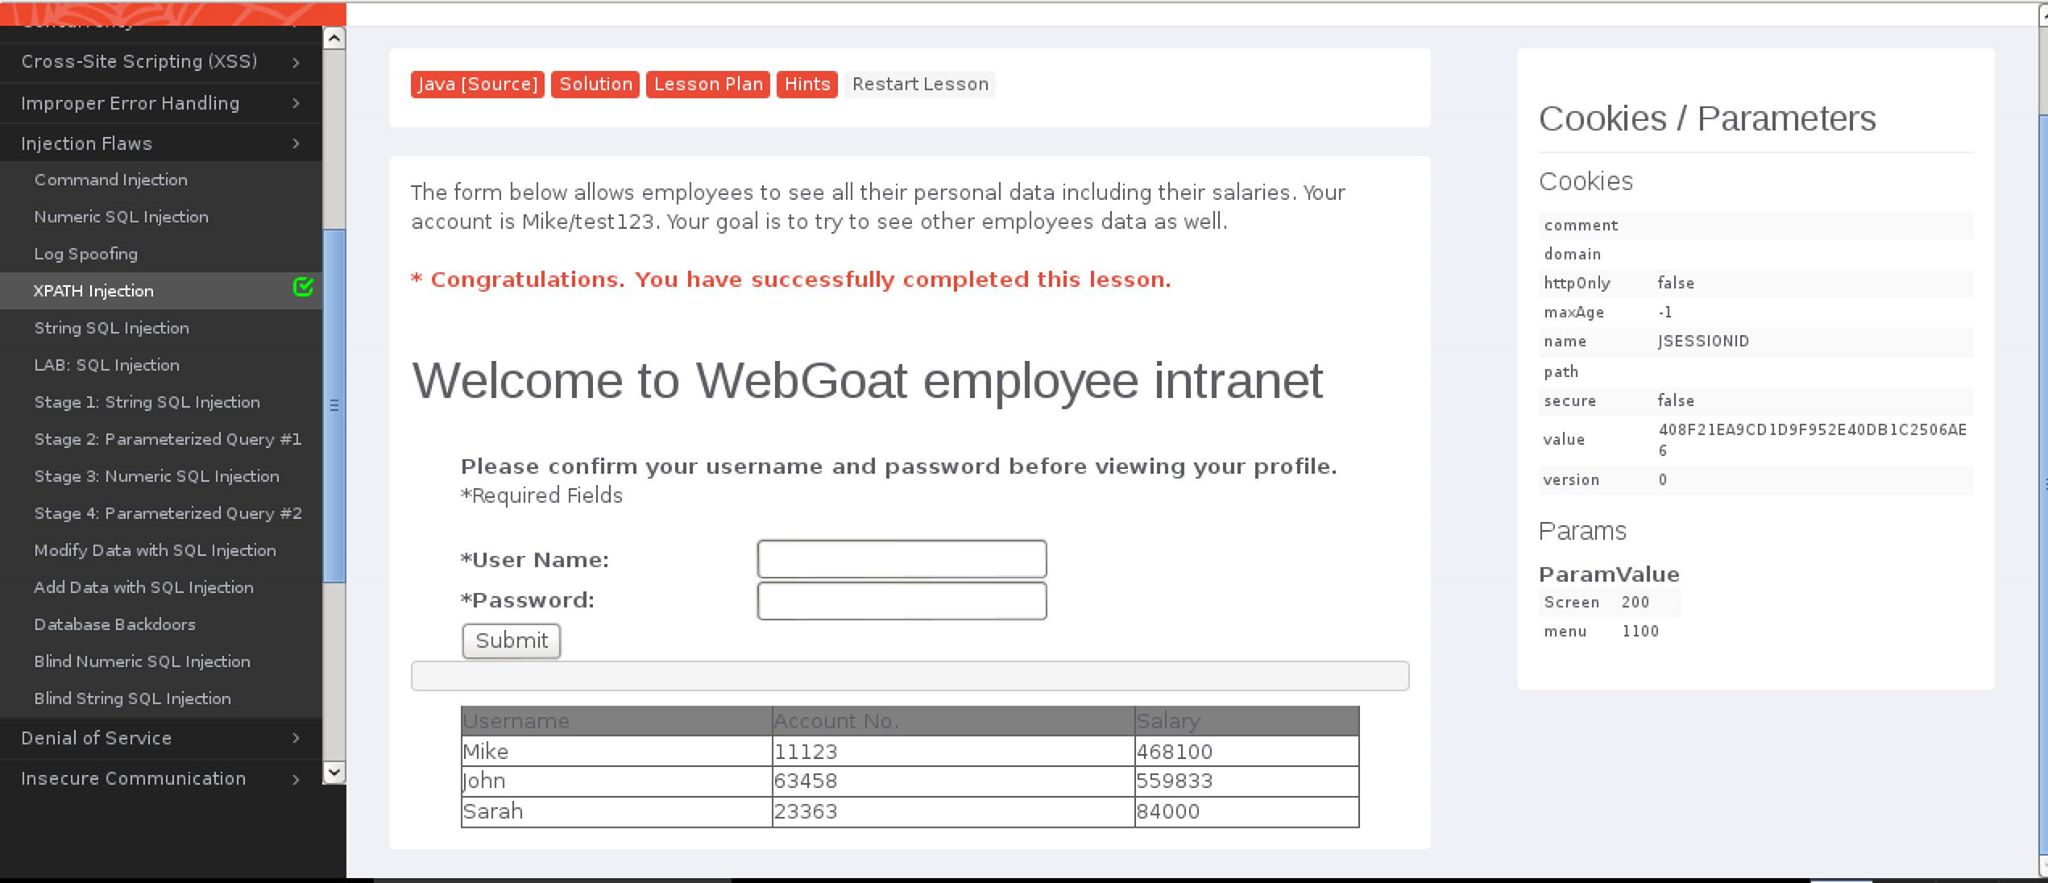 Concurrency
Cross-Site Scripting (XSS)
Improper Error Handling
Injection Flaws
Command Injection
Numeric SQL Injection
Log Spoofing
XPATH Injection
String SQL Injection
LAB: SQL Injection
Stage 1: String SQL Injection
Stage 2: Parameterized Query #1
Stage 3: Numeric SQL Injection
Stage 4: Parameterized Query #2
Modify Data with SQL Injection
Add Data with SQL Injection
Database Backdoors
Blind Numeric SQL Injection
Blind String SQL Injection
Denial of Service
Insecure Communication
Java [Source] Solution Lesson Plan Hints Restart Lesson
The form below allows employees to see all their personal data including their salaries. Your
account is Mike/test123. Your goal is to try to see other employees data as well.
* Congratulations. You have successfully completed this lesson.
Welcome to WebGoat employee intranet
Please confirm your username and password before viewing your profile.
*Required Fields
*User Name:
*Password:
Submit
Username Account No. Salary
Mike 11123 468100
John 63458 559833
Sarah 23363 84000
Cookies / Parameters
Cookies
comment
domain
httpOnly false
maxAge -1
name JSESSIONID
path
secure false
value 408F21EA9CD1D9F952E40DB1C2506AE
6
version 0
Params
ParamValue
Screen 200
menu 1100